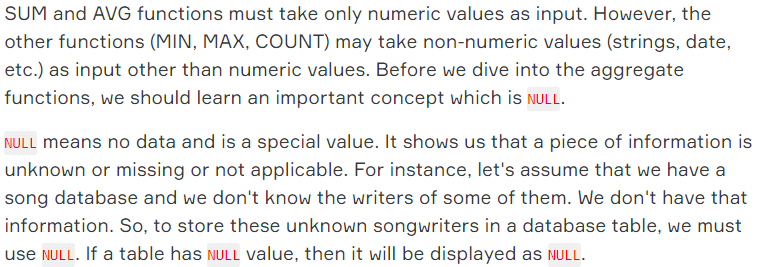 SUM and AVG functions must take only numeric values as input. However, the
other functions (MIN, MAX, COUNT) may take non-numeric values (strings, date,
etc.) as input other than numeric values. Before we dive into the aggregate
functions, we should learn an important concept which is NULL.
NULL means no data and is a special value. It shows us that a piece of information is
unknown or missing or not applicable. For instance, let's assume that we have a
song database and we don't know the writers of some of them. We don't have that
information. So, to store these unknown songwriters in a database table, we must
use NULL. If a table has NULL value, then it will be displayed as NULL.